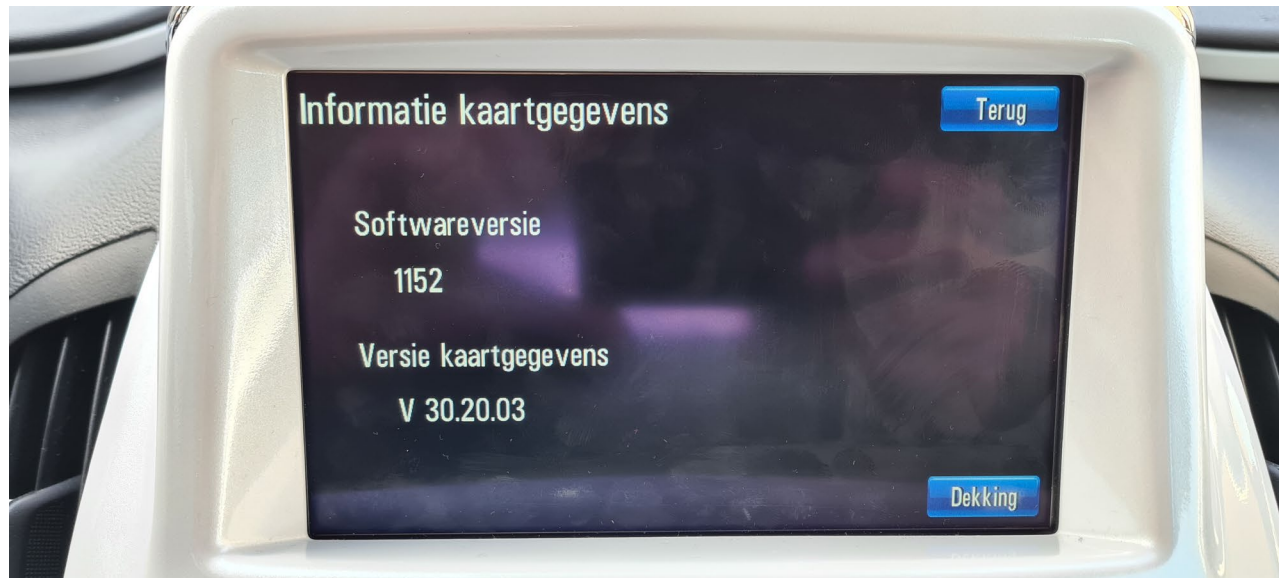 Informatie kaartgegevens
Terug
Softwareversie
1152
Versie kaartgegevens
V 30.20.03
Dekking